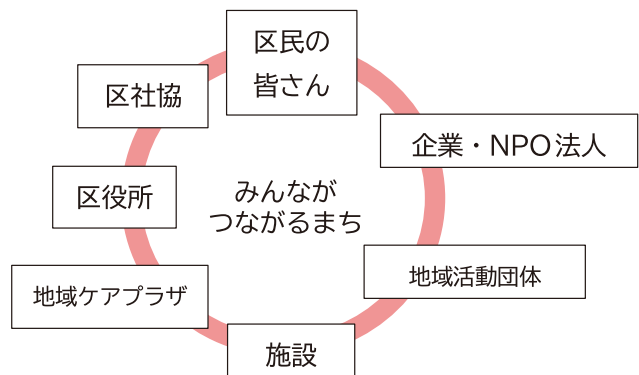 区民の
皆さん
区社協
企業・NPO法人
区役所
みんなが
つながるまち
地域ケアプラザ
地域活動団体
施設